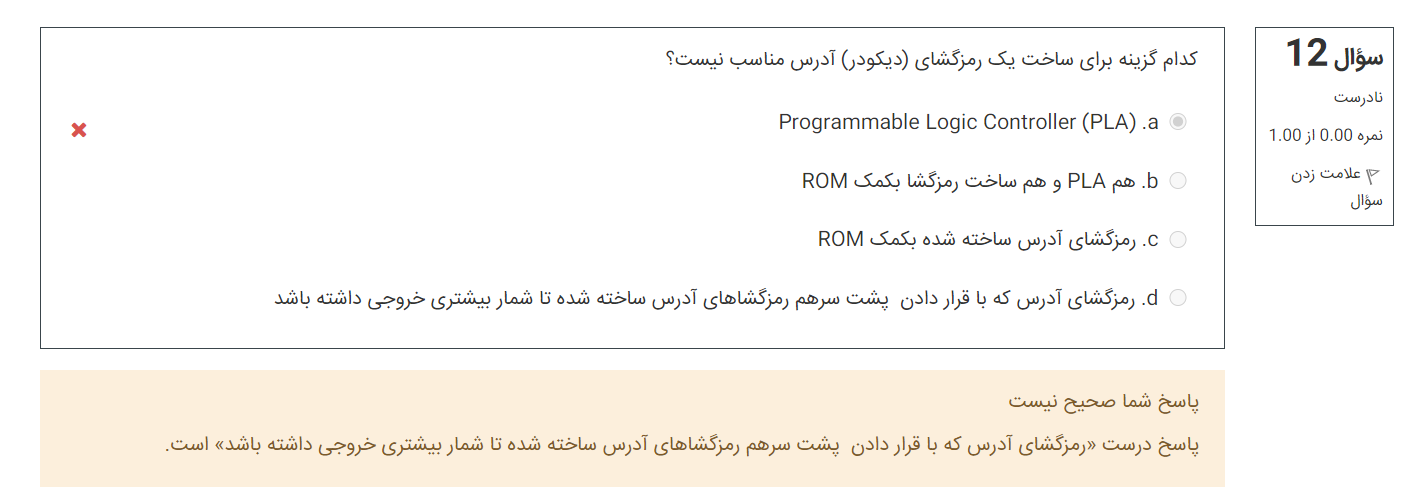 سؤال 12
نادرست
نمره 0.00 از 1.00
علامت زدن
سؤال
کدام گزینه برای ساخت یک رمزگشای (دیکودر) آدرس مناسب نیست؟
a. Programmable Logic Controller (PLA)
b. هم PLA و هم ساخت رمزگشا بکمک ROM
c. رمزگشای آدرس ساخته شده بکمک ROM
d. رمزگشای آدرس که با قرار دادن پشت سرهم رمزگشاهای آدرس ساخته شده تا شمار بیشتری خروجی داشته باشد
پاسخ شما صحیح نیست
پاسخ درست «رمزگشای آدرس که با قرار دادن پشت سرهم رمزگشاهای آدرس ساخته شده تا شمار بیشتری خروجی داشته باشد» است.